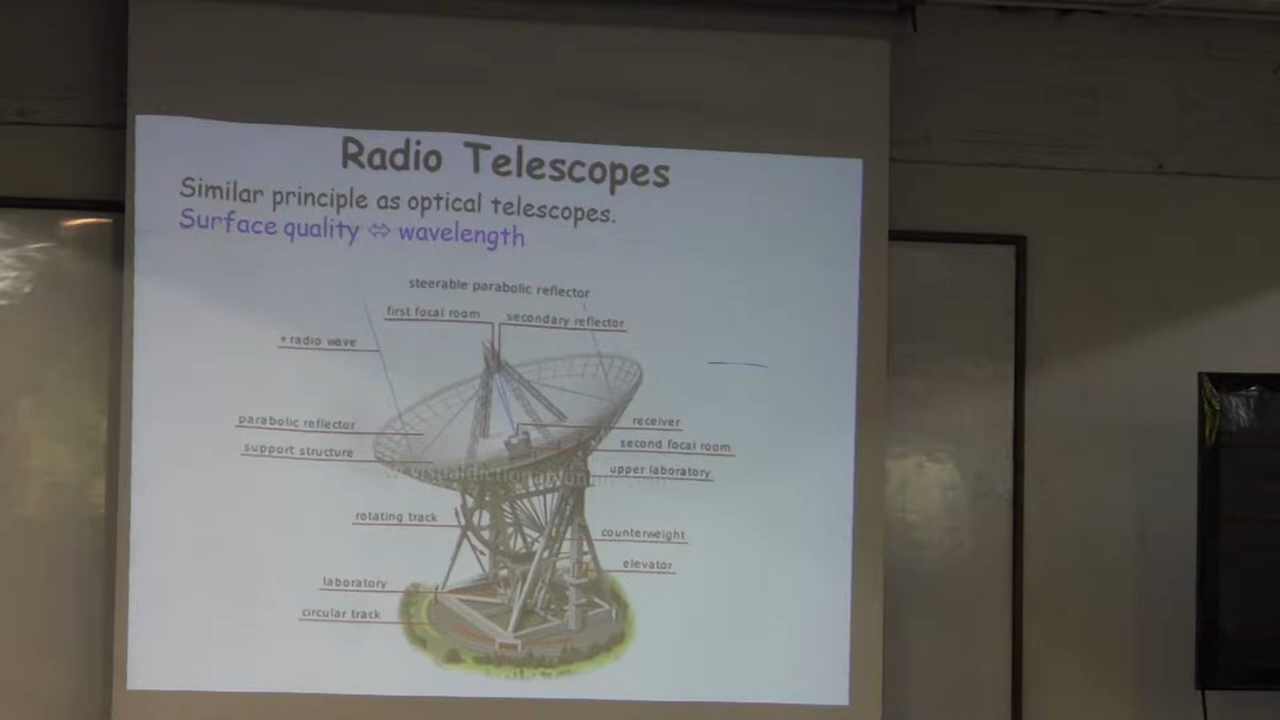 Radio Telescopes
Similar principle as optical telescopes.
Surface quality ⇔ wavelength
steerable parabolic reflector
first focal room
secondary reflector
+ radio wave
parabolic reflector
receiver
support structure
second focal room
upper laboratory
rotating track
counterweight
elevator
laboratory
circular track